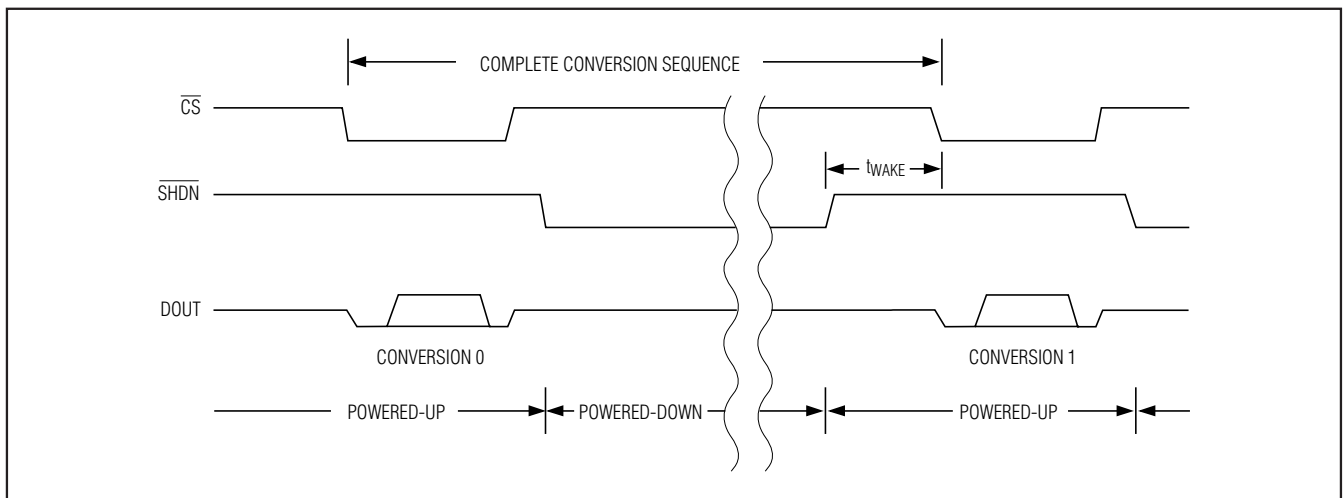 COMPLETE CONVERSION SEQUENCE
CS
tWAKE
SHDN
DOUT
CONVERSION 0
CONVERSION 1
POWERED-UP
POWERED-DOWN
POWERED-UP